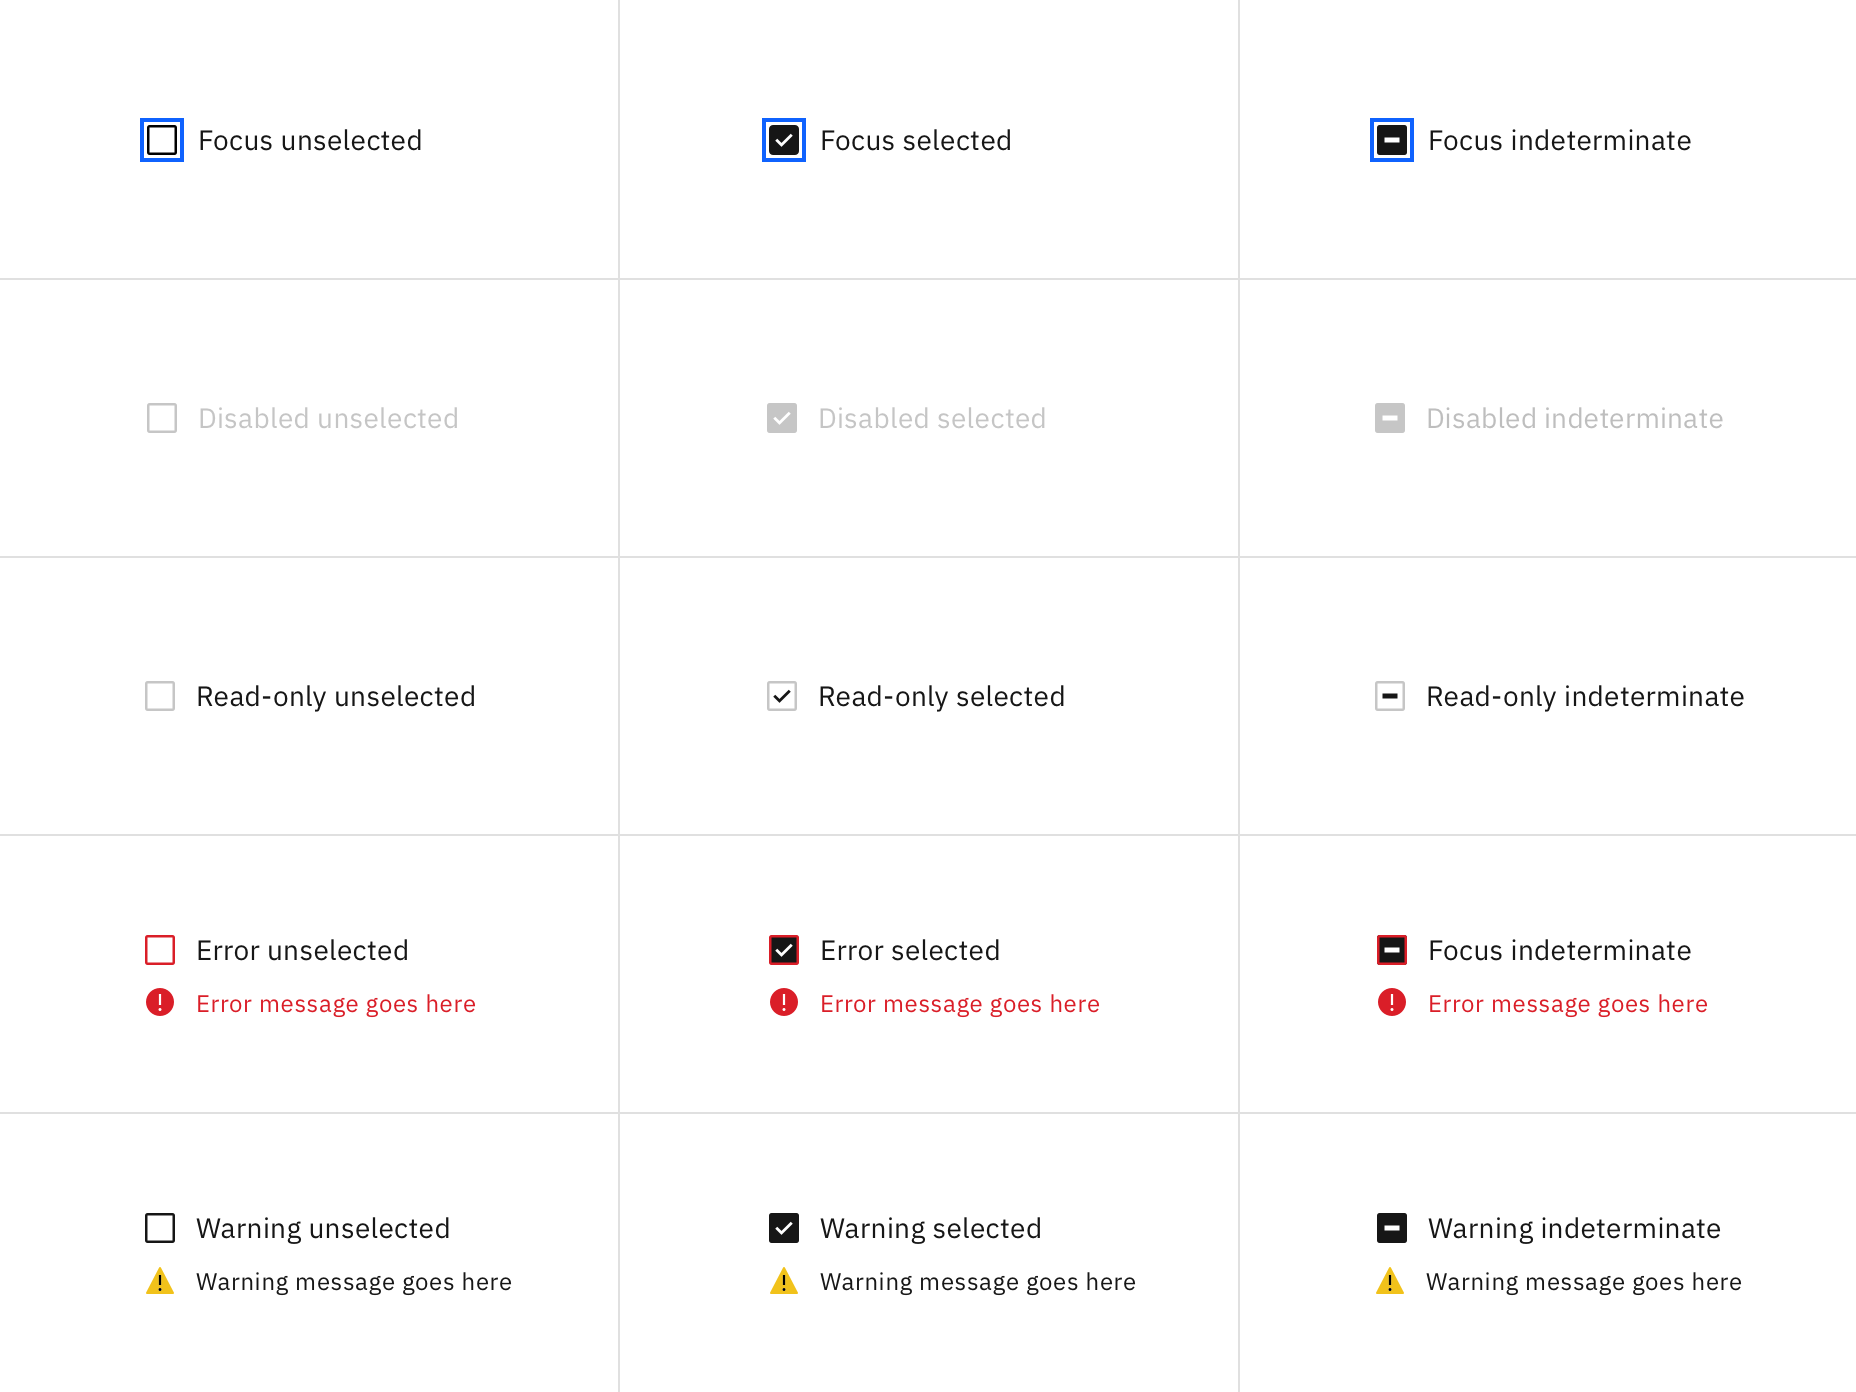 Focus unselected
Focus selected
Focus indeterminate
Disabled unselected
Disabled selected
Disabled indeterminate
Read-only unselected
Read-only selected
Read-only indeterminate
Error unselected
Error message goes here
Error selected
Error message goes here
Focus indeterminate
Error message goes here
Warning unselected
Warning message goes here
Warning selected
Warning message goes here
Warning indeterminate
Warning message goes here